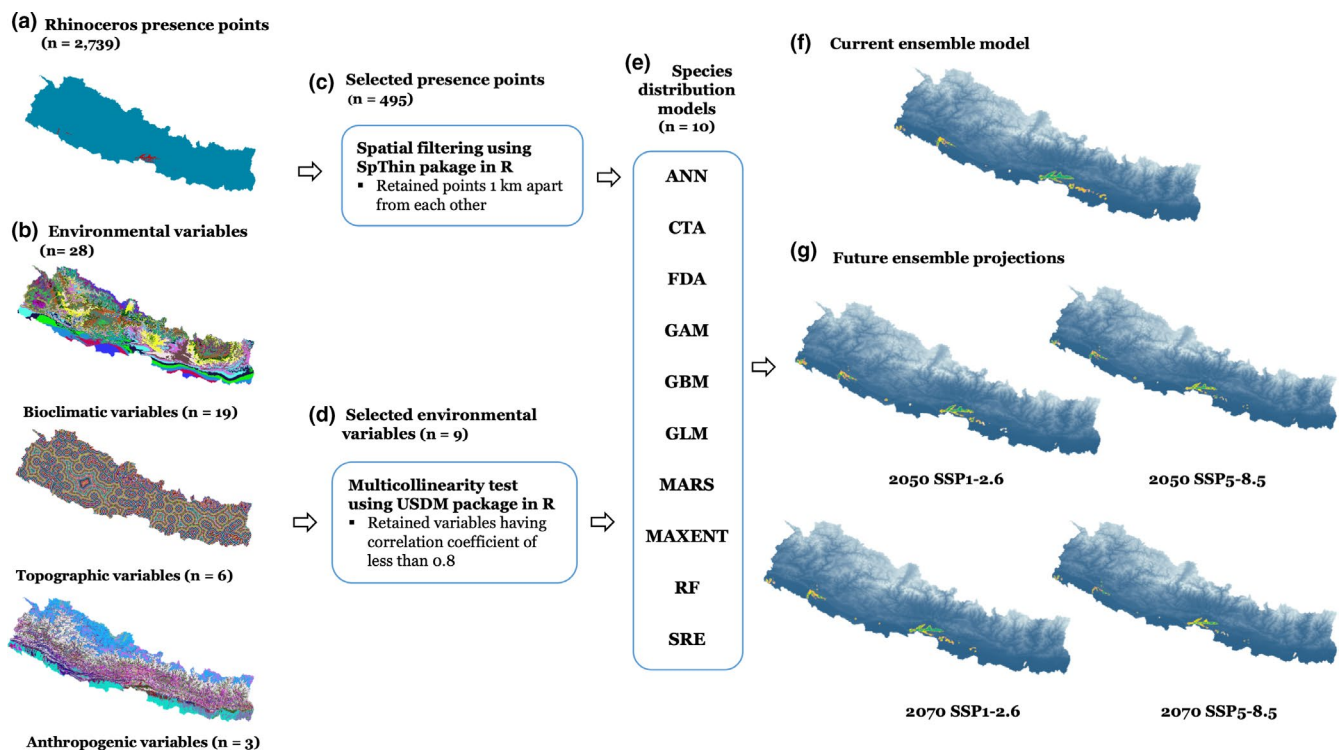 (a) Rhinoceros presence points
(n = 2,739)
(b) Environmental variables
(n= 28)
Bioclimatic variables (n = 19)
Topographic variables (n = 6)
Anthropogenic variables (n = 3)
(c) Selected presence points
(n = 495)
Spatial filtering using
SpThin pakage in R
▪ Retained points 1 km apart
from each other
(d) Selected environmental
variables (n = 9)
Multicollinearity test
using USDM package in R
▪ Retained variables having
correlation coefficient of
less than 0.8
(e) Species
distribution
models
(n = 10)
ANN
CTA
FDA
GAM
GBM
GLM
MARS
MAXENT
RF
SRE
(f) Current ensemble model
(g) Future ensemble projections
2050 SSP1-2.6
2050 SSP5-8.5
2070 SSP1-2.6
2070 SSP5-8.5